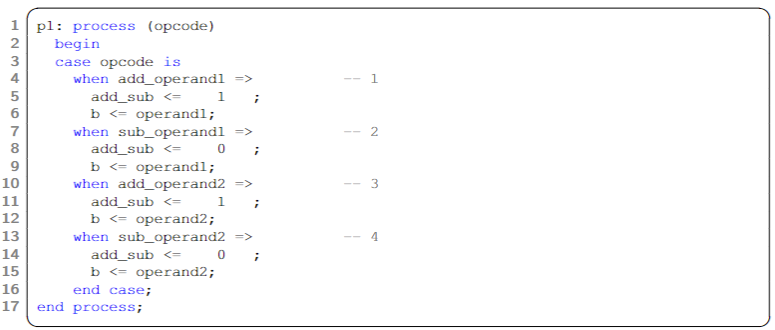 1 p1: process (opcode)
2 begin
3 case opcode is
4 when add_operand1 => -- 1
5 add_sub <= 1 ;
6 b <= operand1;
7 when sub_operand1 => -- 2
8 add_sub <= 0 ;
9 b <= operand1;
10 when add_operand2 => -- 3
11 add_sub <= 1 ;
12 b <= operand2;
13 when sub_operand2 => -- 4
14 add_sub <= 0 ;
15 b <= operand2;
16 end case;
17 end process;